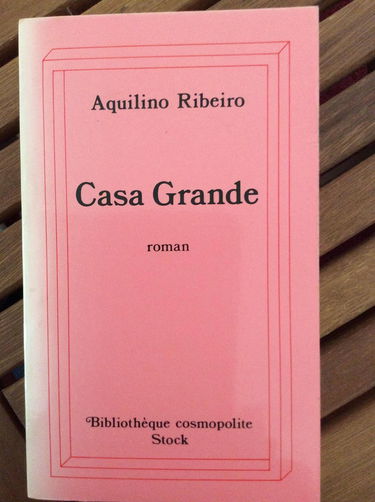 Aquilino Ribeiro
Casa Grande
roman
Bibliothèque cosmopolite
Stock